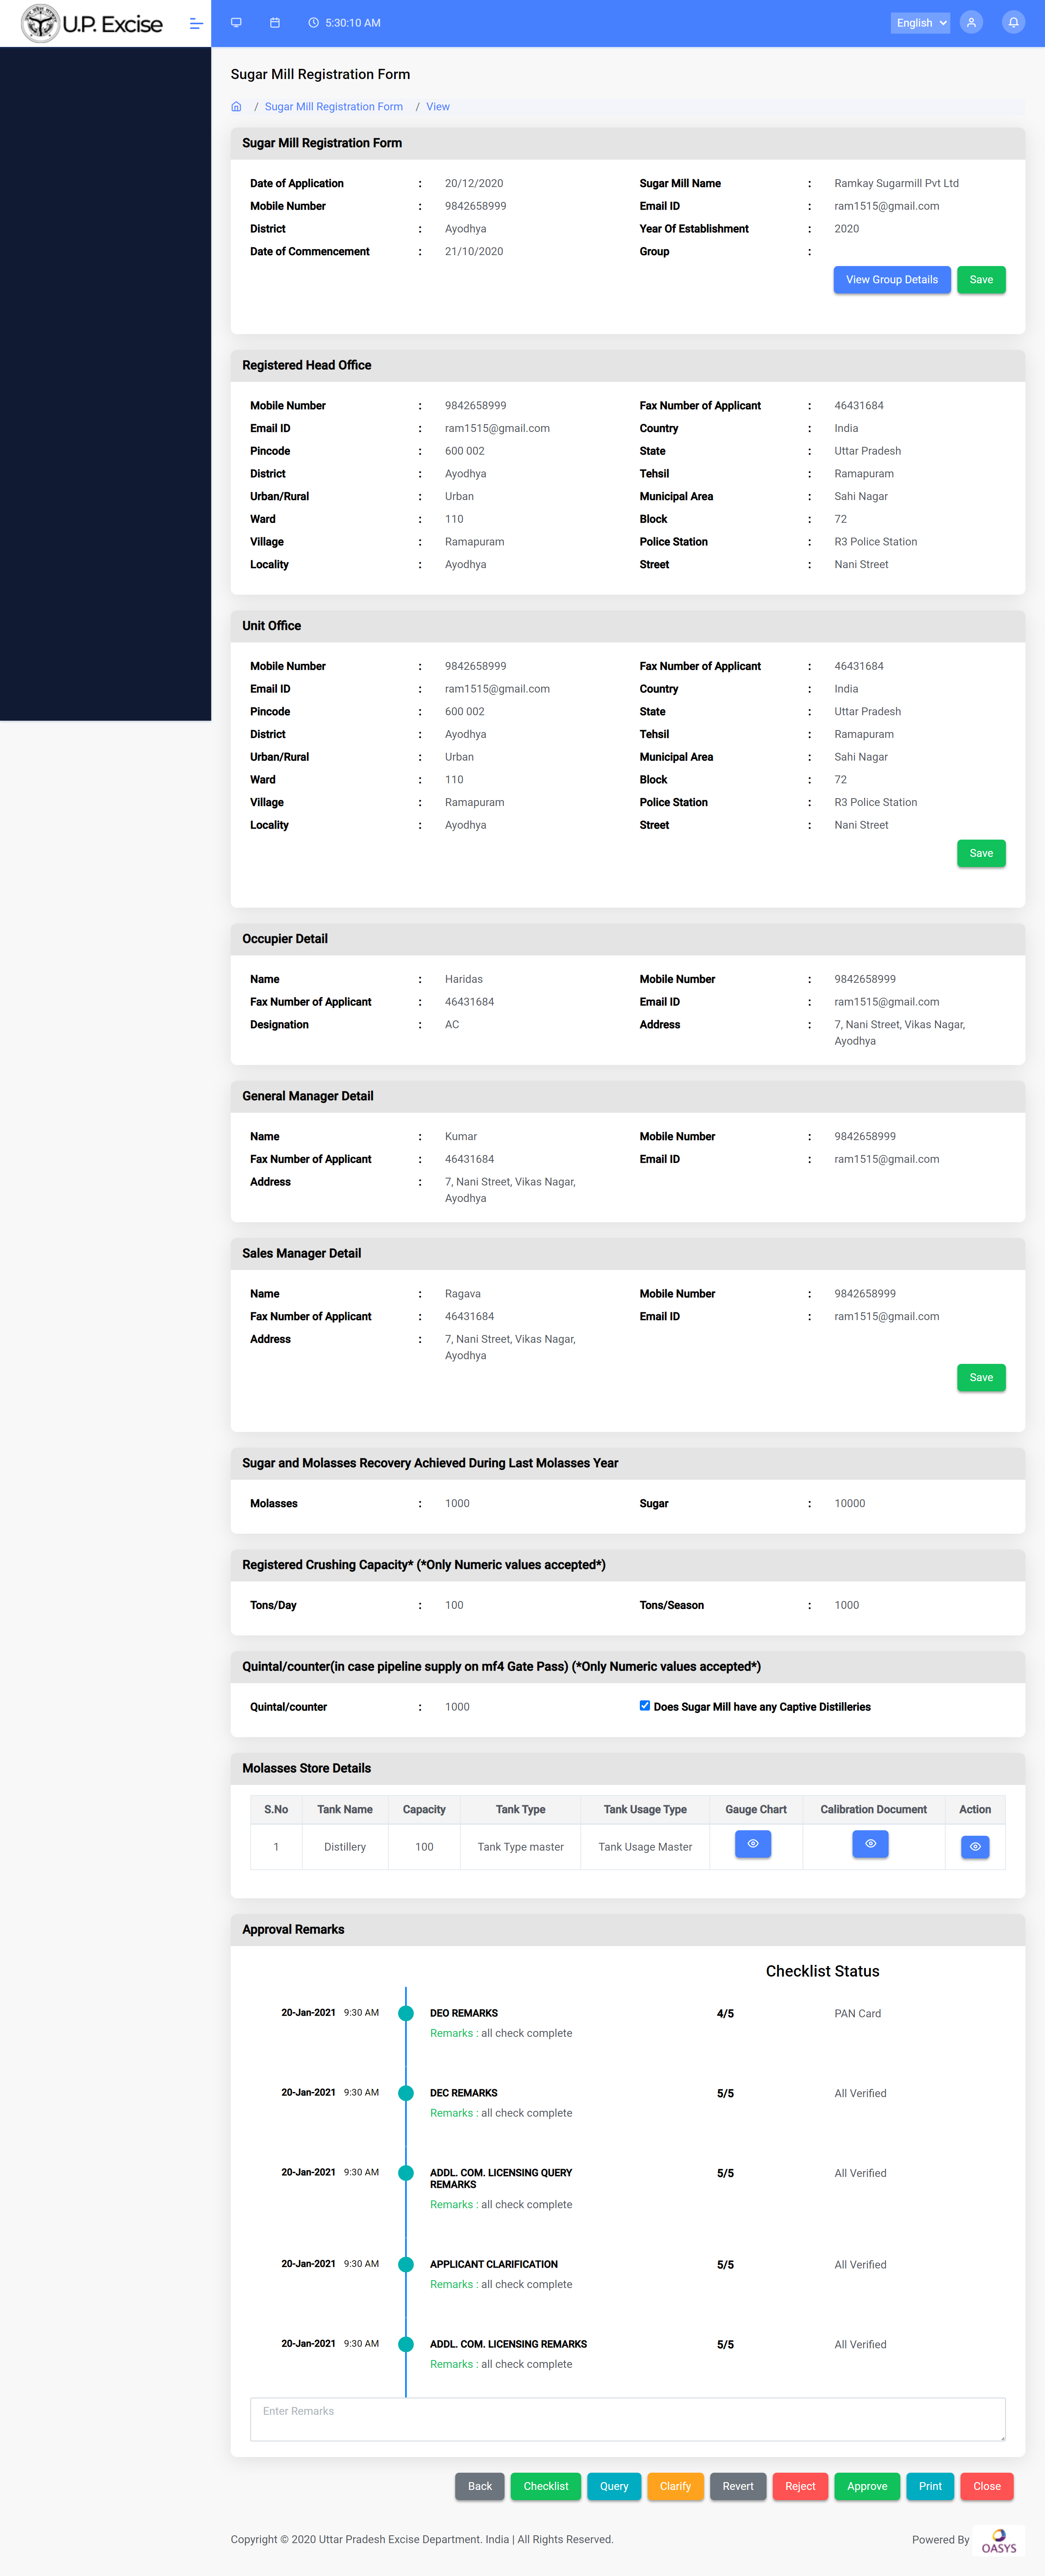 U.P. Excise
5:30:10 AM
English
Sugar Mill Registration Form
/ Sugar Mill Registration Form / View
Sugar Mill Registration Form
Date of Application : 20/12/2020 Sugar Mill Name : Ramkay Sugarmill Pvt Ltd
Mobile Number : 9842658999 Email ID : ram1515@gmail.com
District : Ayodhya Year Of Establishment : 2020
Date of Commencement : 21/10/2020 Group :
View Group Details Save
Registered Head Office
Mobile Number : 9842658999 Fax Number of Applicant : 46431684
Email ID : ram1515@gmail.com Country : India
Pincode : 600 002 State : Uttar Pradesh
District : Ayodhya Tehsil : Ramapuram
Urban/Rural : Urban Municipal Area : Sahi Nagar
Ward : 110 Block : 72
Village : Ramapuram Police Station : R3 Police Station
Locality : Ayodhya Street : Nani Street
Unit Office
Mobile Number : 9842658999 Fax Number of Applicant : 46431684
Email ID : ram1515@gmail.com Country : India
Pincode : 600 002 State : Uttar Pradesh
District : Ayodhya Tehsil : Ramapuram
Urban/Rural : Urban Municipal Area : Sahi Nagar
Ward : 110 Block : 72
Village : Ramapuram Police Station : R3 Police Station
Locality : Ayodhya Street : Nani Street
Save
Occupier Detail
Name : Haridas Mobile Number : 9842658999
Fax Number of Applicant : 46431684 Email ID : ram1515@gmail.com
Designation : AC Address : 7, Nani Street, Vikas Nagar,
Ayodhya
General Manager Detail
Name : Kumar Mobile Number : 9842658999
Fax Number of Applicant : 46431684 Email ID : ram1515@gmail.com
Address : 7, Nani Street, Vikas Nagar,
Ayodhya
Sales Manager Detail
Name : Ragava Mobile Number : 9842658999
Fax Number of Applicant : 46431684 Email ID : ram1515@gmail.com
Address : 7, Nani Street, Vikas Nagar,
Ayodhya
Save
Sugar and Molasses Recovery Achieved During Last Molasses Year
Molasses : 1000 Sugar : 10000
Registered Crushing Capacity* (*Only Numeric values accepted*)
Tons/Day : 100 Tons/Season : 1000
Quintal/counter(in case pipeline supply on mf4 Gate Pass) (*Only Numeric values accepted*)
Quintal/counter : 1000 Does Sugar Mill have any Captive Distilleries
Molasses Store Details
S.No Tank Name Capacity Tank Type Tank Usage Type Gauge Chart Calibration Document Action
1 Distillery 100 Tank Type master Tank Usage Master
Approval Remarks
Checklist Status
20-Jan-2021 9:30 AM DEO REMARKS 4/5 PAN Card
Remarks : all check complete
20-Jan-2021 9:30 AM DEC REMARKS 5/5 All Verified
Remarks : all check complete
20-Jan-2021 9:30 AM ADDL. COM. LICENSING QUERY 5/5 All Verified
REMARKS
Remarks : all check complete
20-Jan-2021 9:30 AM APPLICANT CLARIFICATION 5/5 All Verified
Remarks : all check complete
20-Jan-2021 9:30 AM ADDL. COM. LICENSING REMARKS 5/5 All Verified
Remarks : all check complete
Enter Remarks
Back Checklist Query Clarify Revert Reject Approve Print Close
Copyright © 2020 Uttar Pradesh Excise Department. India | All Rights Reserved. Powered By OASYS